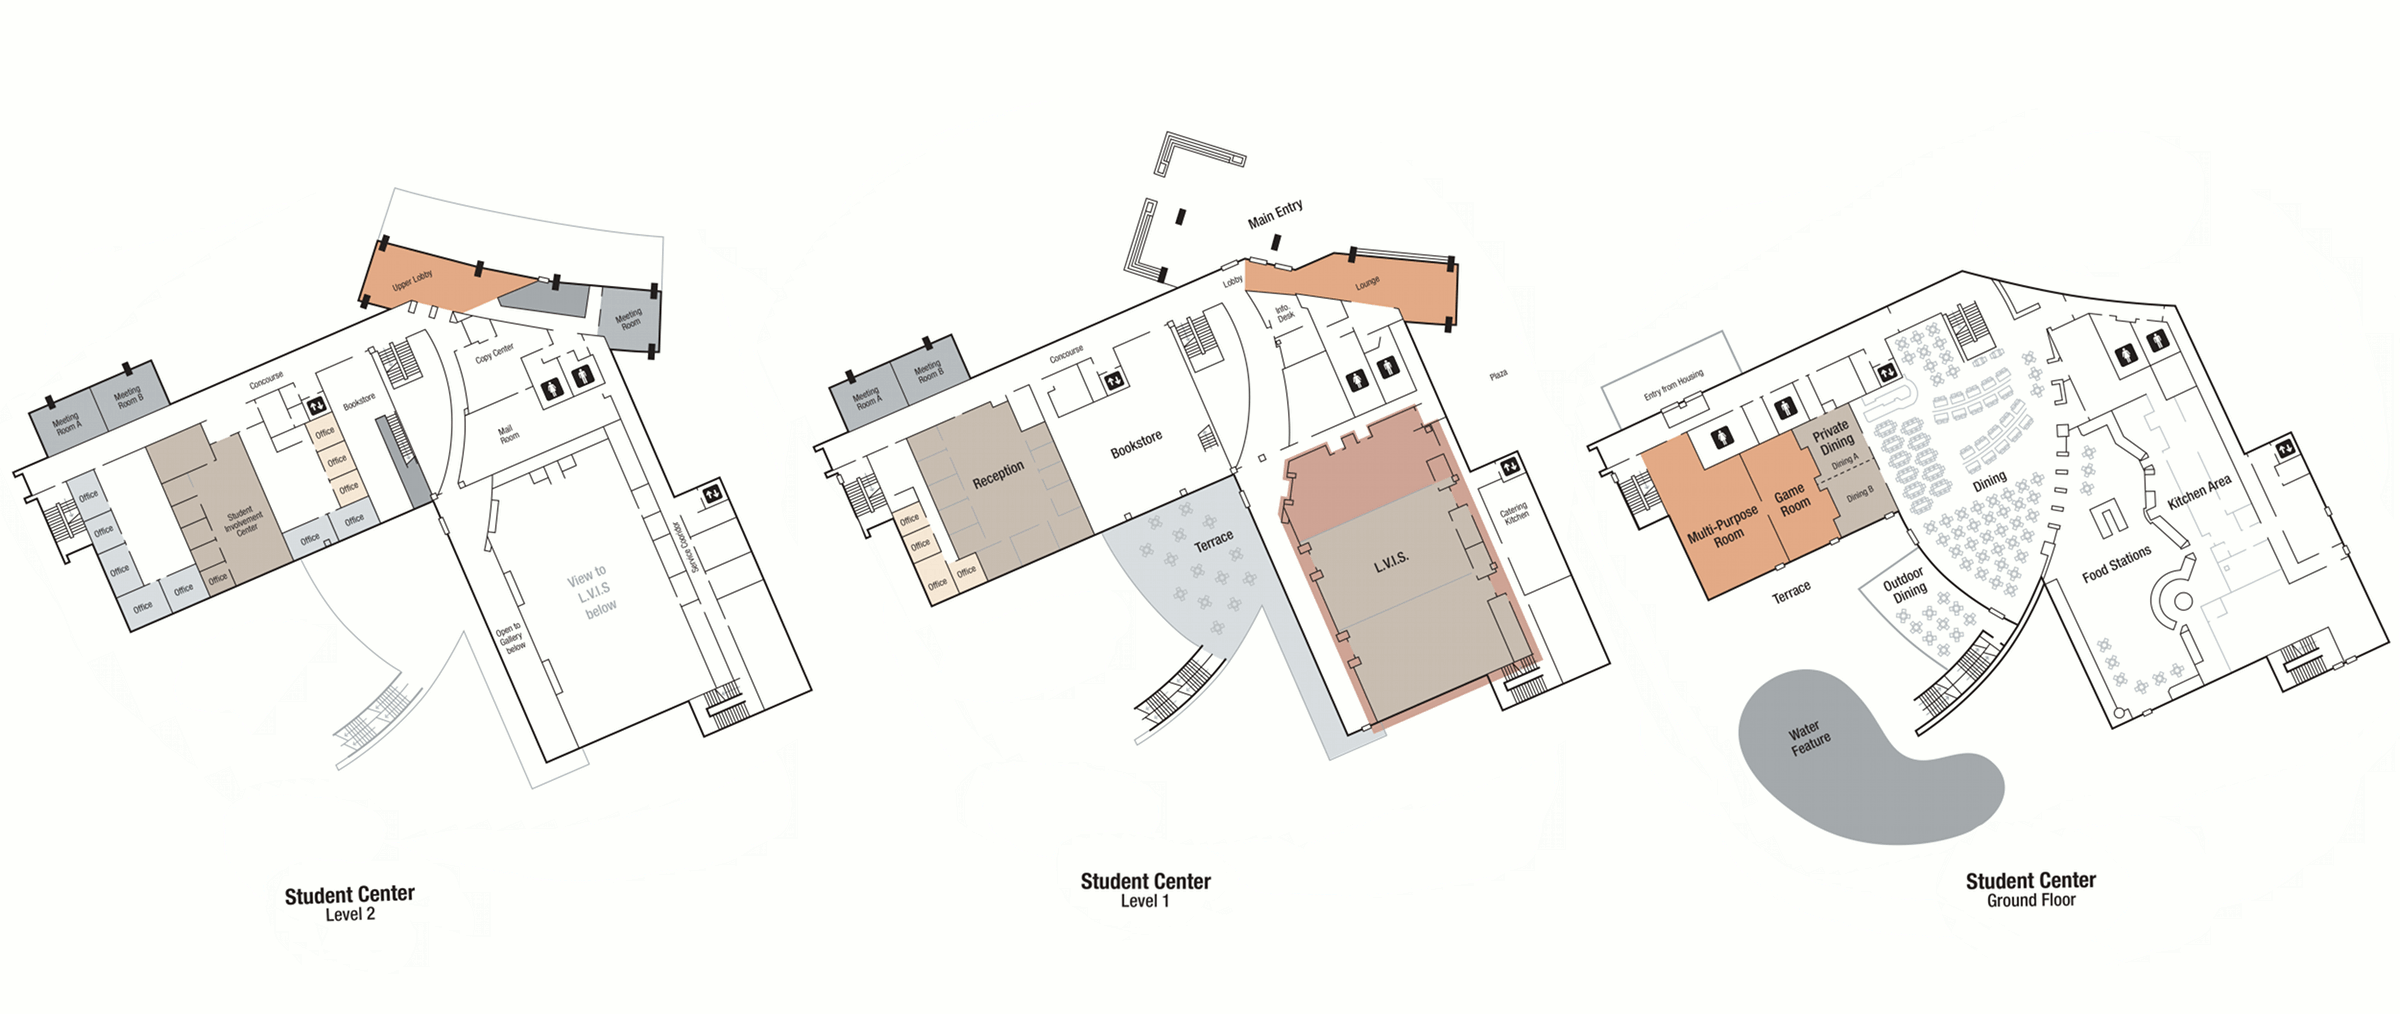 Upper Lobby
Meeting
Room
Copy Center
Concourse
Bookstore
Meeting
Room A
Meeting
Room B
Mail
Room
Office
Office
Office
Office
Office
Office
Office
Office
Office
Office
Office
Office
Student
Involvement
Center
Service Corridor
View to
L.V.I.S
below
Open to
Gallery
below
Student Center
Level 2
Main Entry
Lobby
Lounge
Info.
Desk
Plaza
Concourse
Meeting
Room A
Meeting
Room B
Bookstore
Reception
Office
Office
Office
Office
Terrace
L.V.I.S.
Catering
Kitchen
Student Center
Level 1
Entry from Housing
Private
Dining
Dining A
Dining B
Game
Room
Multi-Purpose
Room
Dining
Kitchen Area
Food Stations
Outdoor
Dining
Terrace
Water
Feature
Student Center
Ground Floor